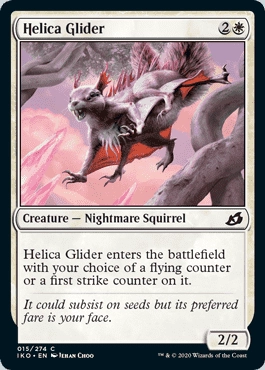 Helica Glider 2
Creature — Nightmare Squirrel
Helica Glider enters the battlefield
with your choice of a flying counter
or a first strike counter on it.
It could subsist on seeds but its preferred
fare is your face.
2/2
015/274 C
IKO • EN Jehan Choo
™ & © 2020 Wizards of the Coast